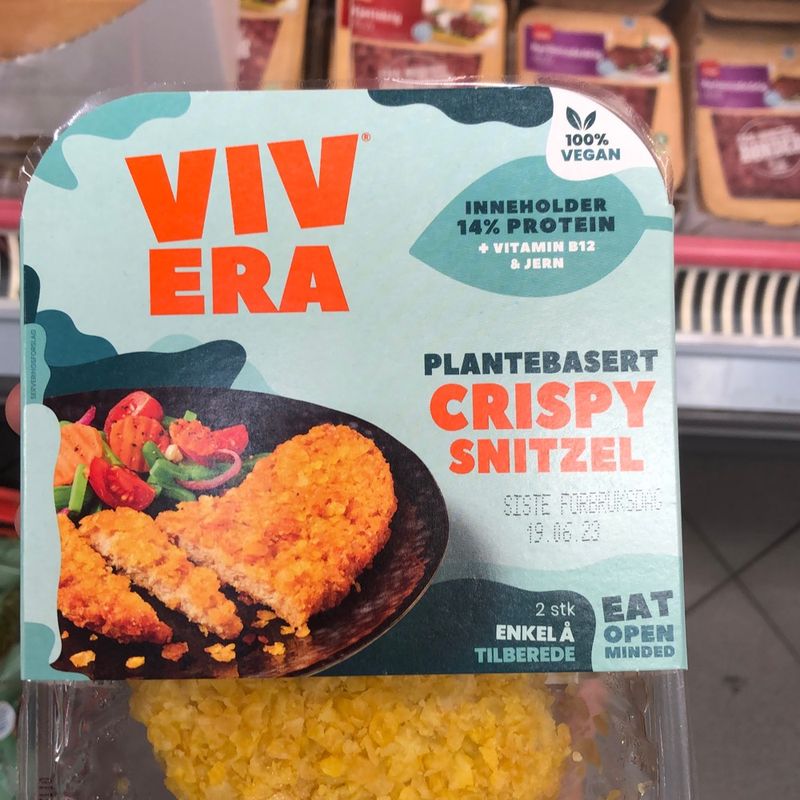 VIV
ERA®
100%
VEGAN
INNEHOLDER
14% PROTEIN
+ VITAMIN B12
& JERN
SERVERINGSFORSLAG
PLANTEBASERT
CRISPY
SNITZEL
SISTE FORBRUKSDAG
19.06.23
2 stk
ENKEL Å
TILBEREDE
EAT
OPEN
MINDED